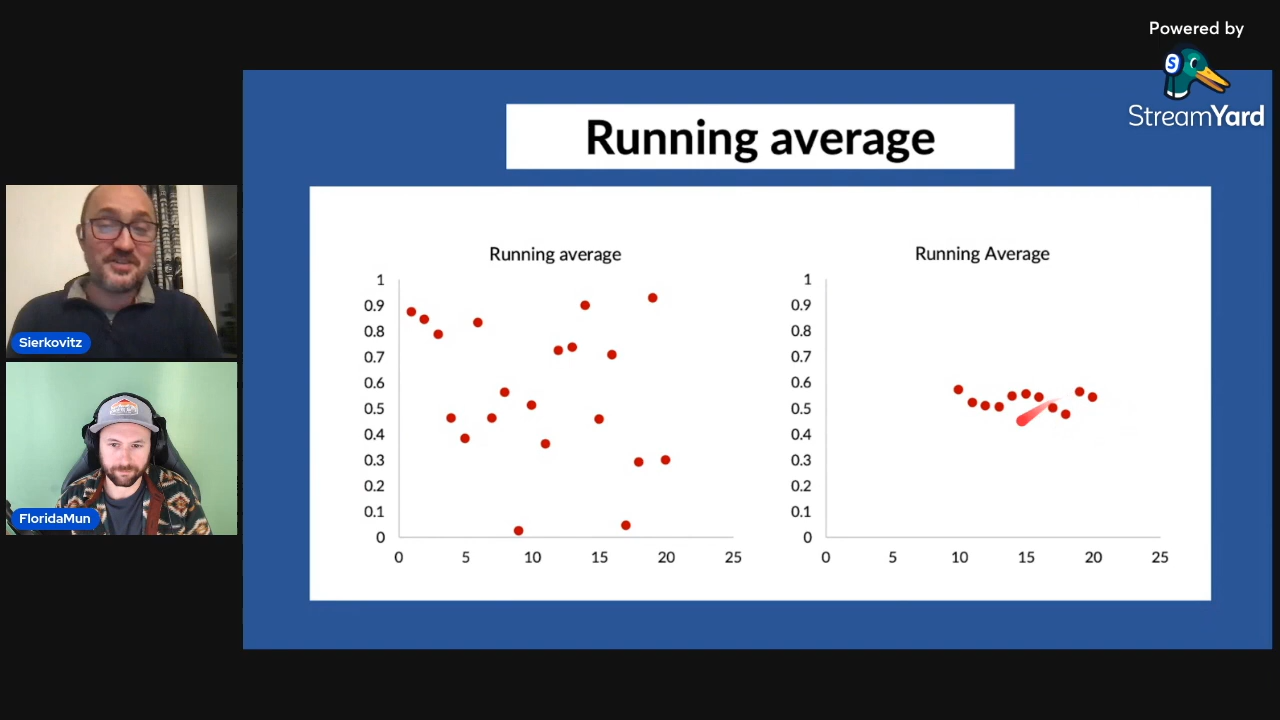 Powered by
StreamYard
Running average
Running average
1
0.9
0.8
0.7
0.6
0.5
0.4
0.3
0.2
0.1
0
0 5 10 15 20 25
Running Average
1
0.9
0.8
0.7
0.6
0.5
0.4
0.3
0.2
0.1
0
0 5 10 15 20 25
Sierkovitz
FloridaMun